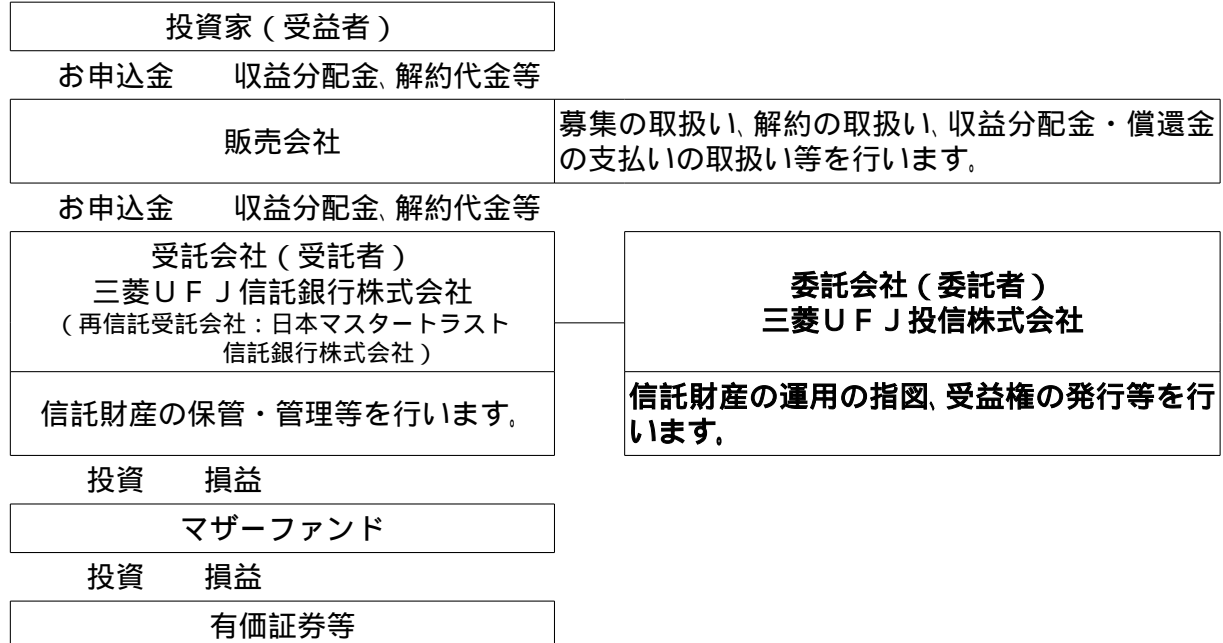 投資家(受益者)
お申込金 収益分配金、解約代金等
販売会社
募集の取扱い、解約の取扱い、収益分配金・償還金
の支払いの取扱い等を行います。
お申込金 収益分配金、解約代金等
受託会社(受託者)
三菱UFJ信託銀行株式会社
(再信託受託会社:日本マスタートラスト
信託銀行株式会社)
委託会社(委託者)
三菱UFJ投信株式会社
信託財産の保管・管理等を行います。
信託財産の運用の指図、受益権の発行等を行
います。
投資 損益
マザーファンド
投資 損益
有価証券等